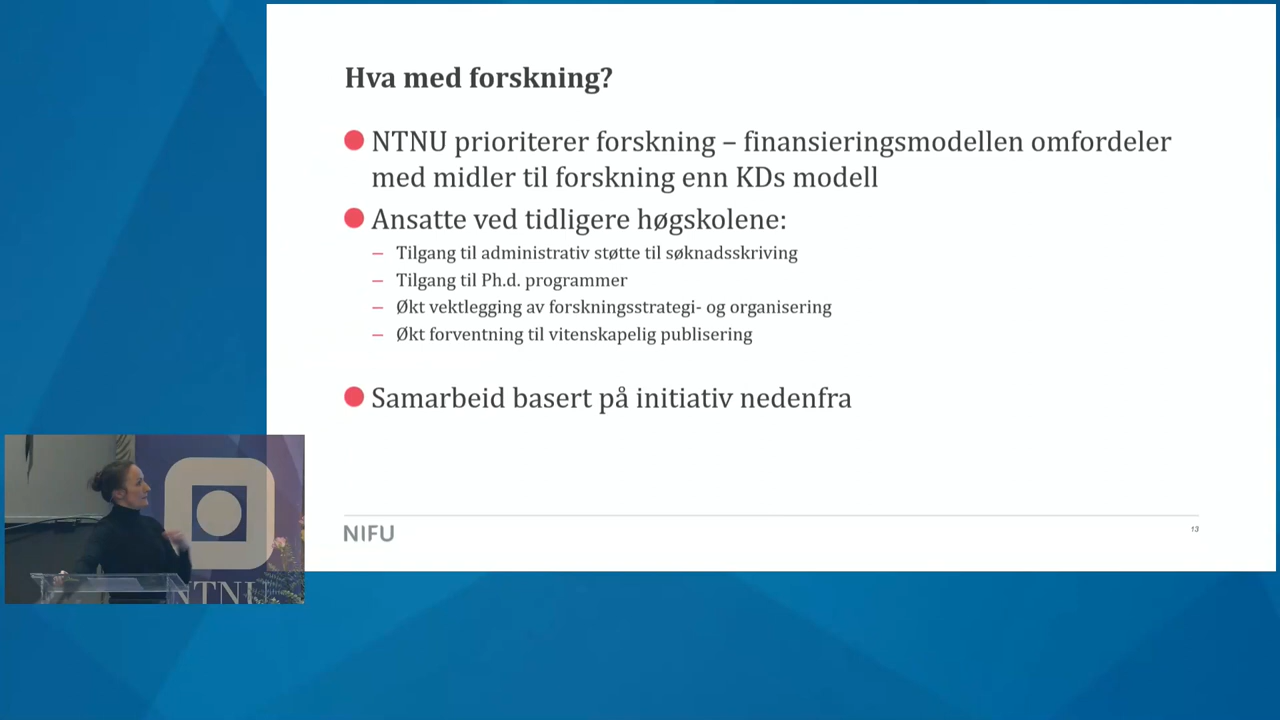 Hva med forskning?
NTNU prioriterer forskning – finansieringsmodellen omfordeler
med midler til forskning enn KDs modell
Ansatte ved tidligere høgskolene:
– Tilgang til administrativ støtte til søknadsskriving
– Tilgang til Ph.d. programmer
– Økt vektlegging av forskningsstrategi- og organisering
– Økt forventning til vitenskapelig publisering
Samarbeid basert på initiativ nedenfra
NIFU
13
NTNU